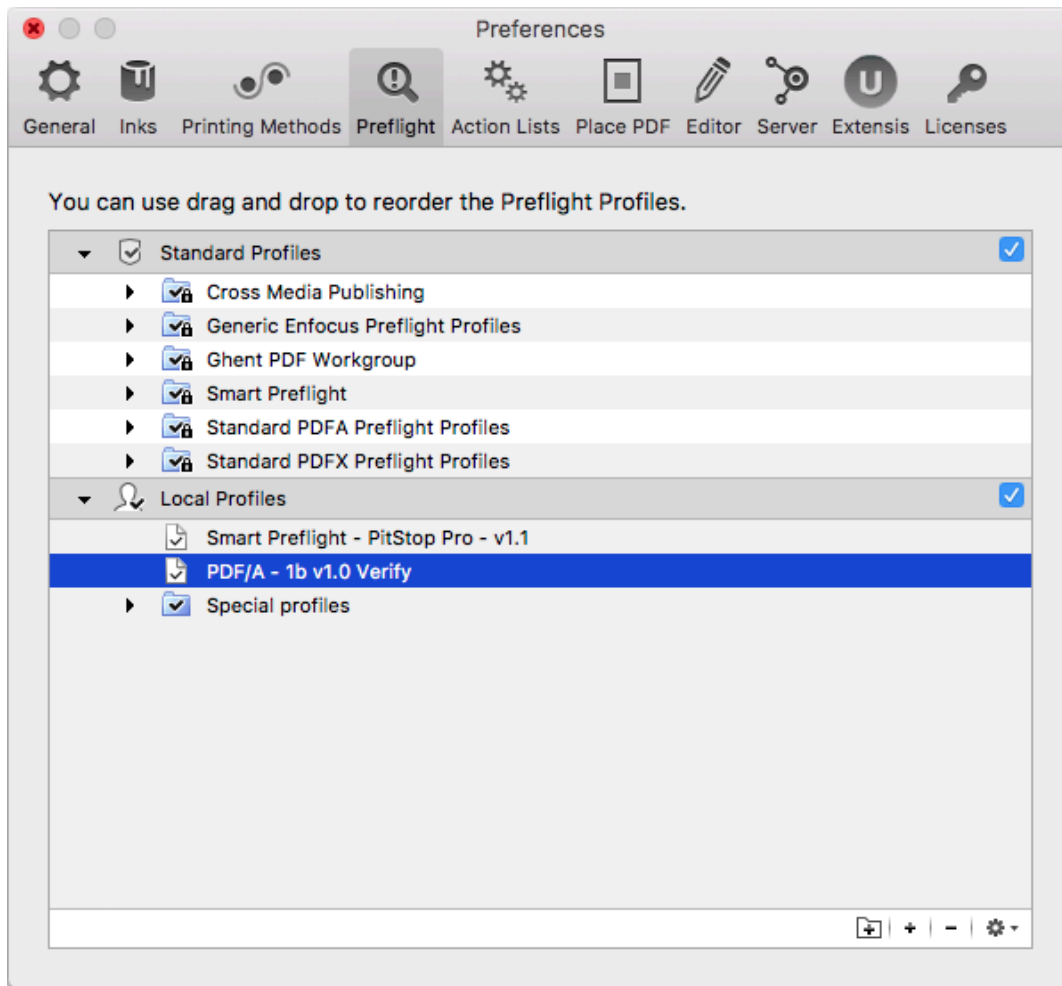 Preferences
General Inks Printing Methods Preflight Action Lists Place PDF Editor Server Extensis Licenses
You can use drag and drop to reorder the Preflight Profiles.
Standard Profiles
Cross Media Publishing
Generic Enfocus Preflight Profiles
Ghent PDF Workgroup
Smart Preflight
Standard PDFA Preflight Profiles
Standard PDFX Preflight Profiles
Local Profiles
Smart Preflight - PitStop Pro - v1.1
PDF/A - 1b v1.0 Verify
Special profiles